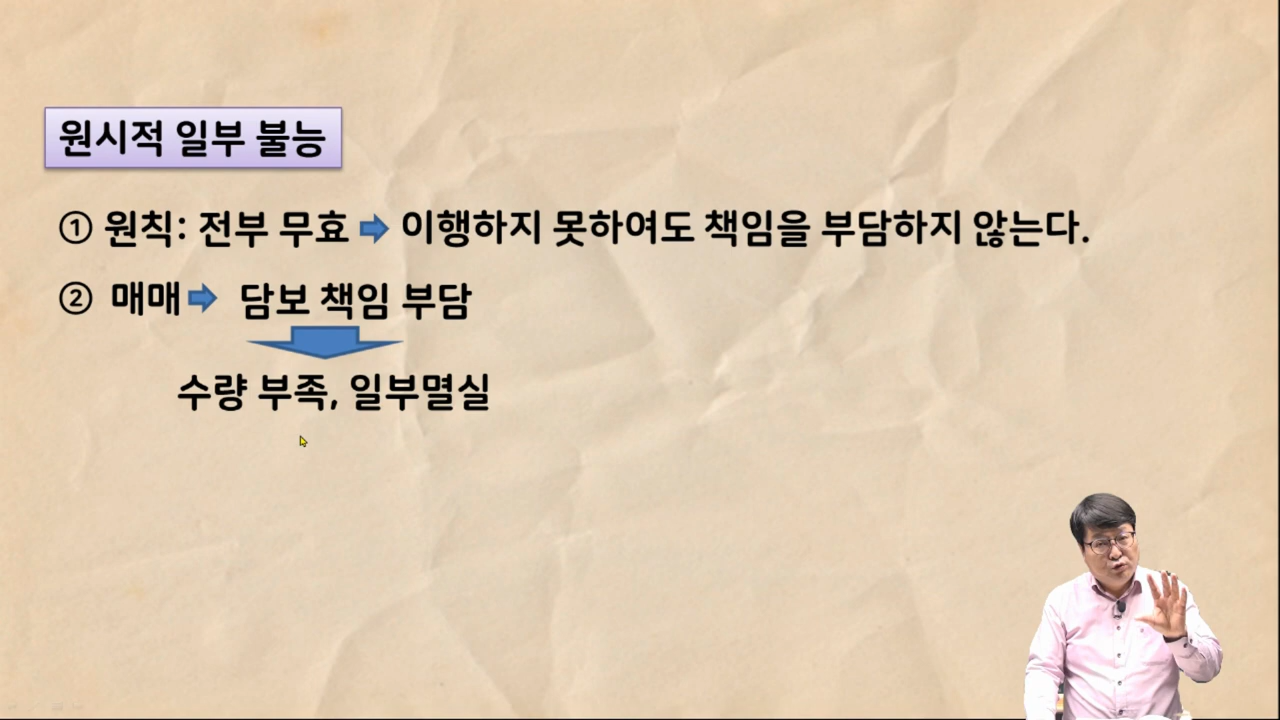 원시적 일부 불능
① 원칙: 전부 무효 ➡ 이행하지 못하여도 책임을 부담하지 않는다.
② 매매 ➡ 담보 책임 부담
수량 부족, 일부멸실